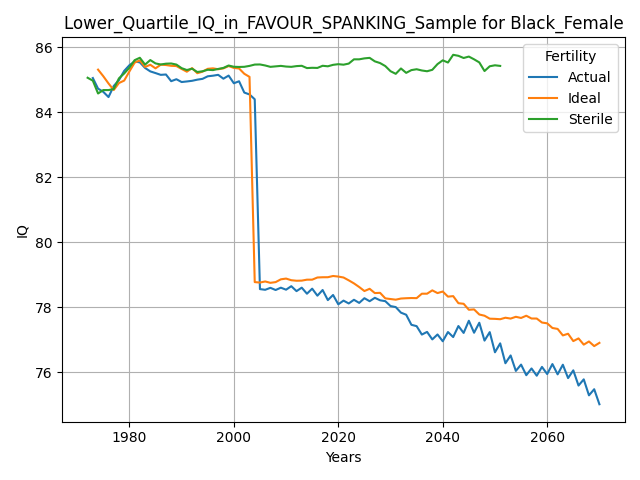 Lower_Quartile_IQ_in_FAVOUR_SPANKING_Sample for Black_Female
Fertility
Actual
Ideal
Sterile
86
84
82
80
78
76
IQ
1980
2000
2020
2040
2060
Years